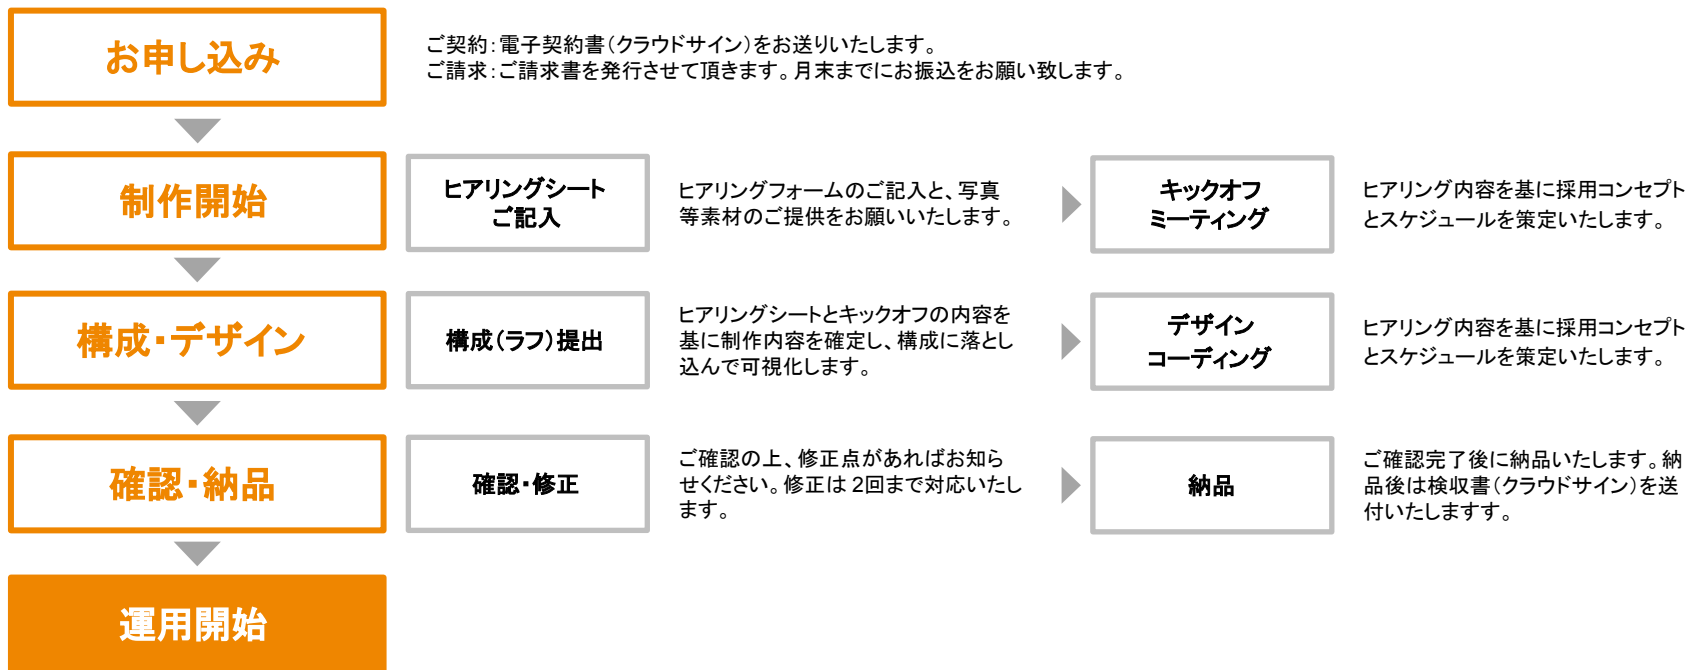 お申し込み
ご契約：電子契約書（クラウドサイン）をお送りいたします。
ご請求：ご請求書を発行させて頂きます。月末までにお振込をお願い致します。
制作開始
ヒアリングシート
ご記入
ヒアリングフォームのご記入と、写真
等素材のご提供をお願いいたします。
キックオフ
ミーティング
ヒアリング内容を基に採用コンセプト
とスケジュールを策定いたします。
構成・デザイン
構成（ラフ）提出
ヒアリングシートとキックオフの内容を
基に制作内容を確定し、構成に落とし
込んで可視化します。
デザイン
コーディング
ヒアリング内容を基に採用コンセプト
とスケジュールを策定いたします。
確認・納品
確認・修正
ご確認の上、修正点があればお知ら
せください。修正は2回まで対応いたし
ます。
納品
ご確認完了後に納品いたします。納
品後は検収書（クラウドサイン）を送
付いたしますす。
運用開始